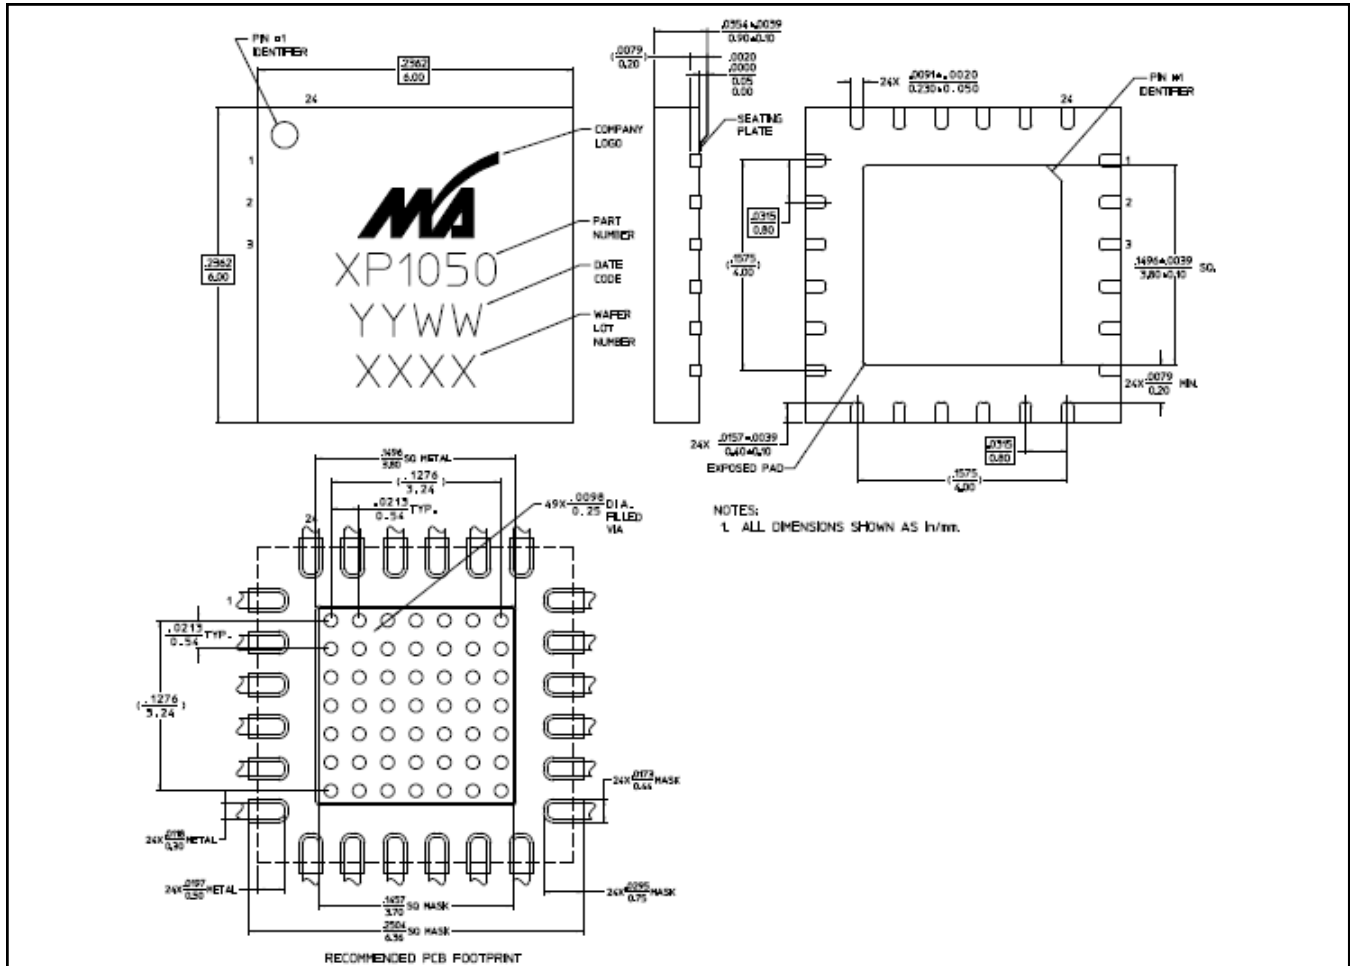 PIN #1
IDENTIFIER
.2362
6.00
24
1
2
3
.2362
6.00
COMPANY
LOGO
MA
XP1050
PART
NUMBER
YYWW
DATE
CODE
XXXX
WAFER
LOT
NUMBER
.0354±.0039
0.90±0.10
(.0079
0.20)
.0020
.0000
0.05
0.00
SEATING
PLATE
24X .0091±.0020
0.230±0.050
24
PIN #1
IDENTIFIER
1
2
3
.0315
0.80
(.1575
4.00)
.1496±.0039 SQ.
3.80±0.10
24X .0079 MIN.
0.20
24X .0157±.0039
0.40±0.10
EXPOSED PAD
.0315
0.80
(.1575
4.00)
NOTES:
1. ALL DIMENSIONS SHOWN AS in/mm.
.1496 SQ METAL
3.80
(.1276
3.24)
.0213 TYP.
0.54
49X .0098 DIA.
0.25 FILLED
VIA
24
1
.0213 TYP.
0.54
(.1276
3.24)
24X .0118 METAL
0.30
24X .0197 METAL
0.50
24X .0173 MASK
0.44
24X .0295 MASK
0.75
.1457 SQ MASK
3.70
.2504 SQ MASK
6.36
RECOMMENDED PCB FOOTPRINT